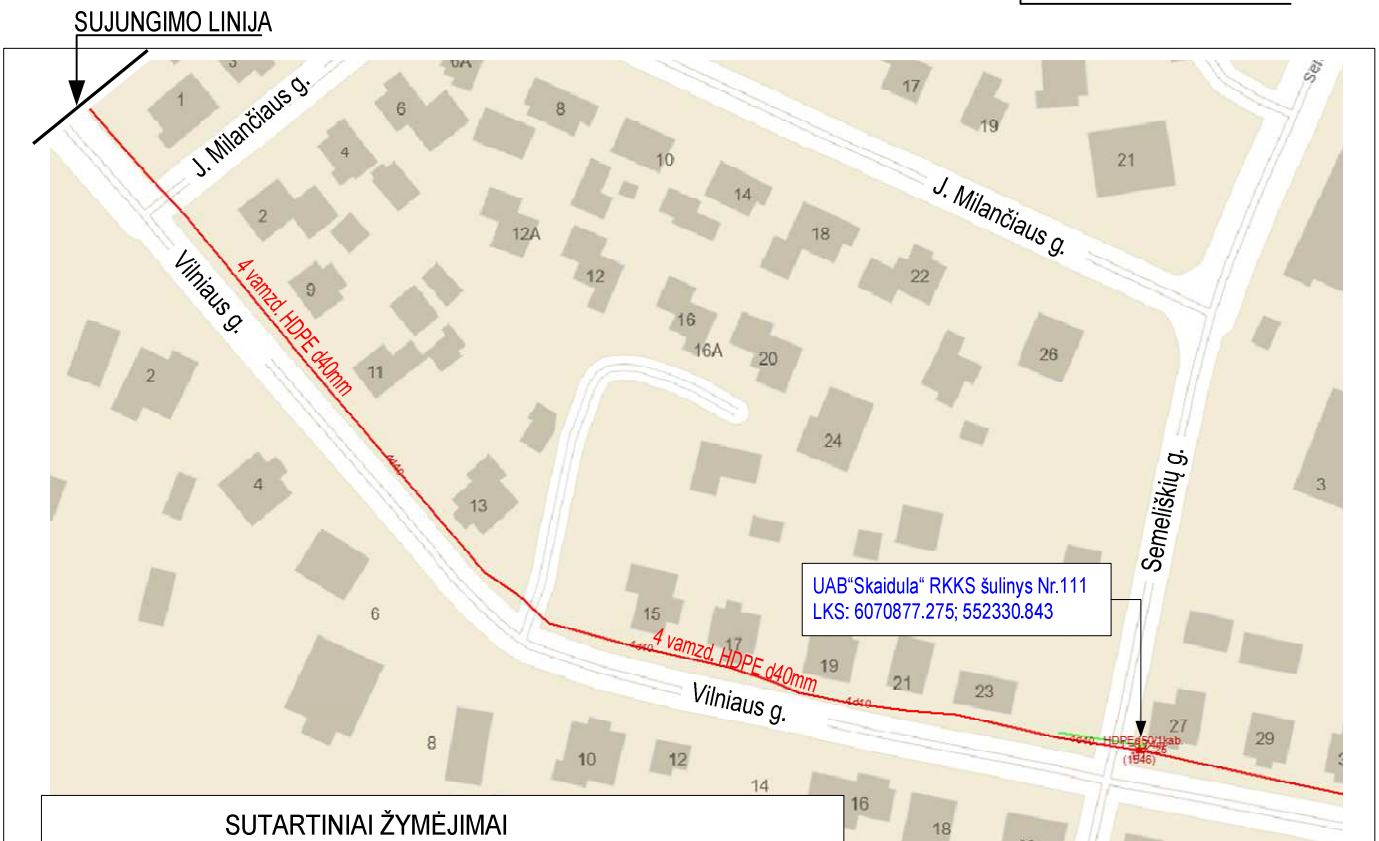 SUJUNGIMO LINIJA
6A
1
J. Milančiaus g.
6
8
17
19
4
10
21
2
14
J. Milančiaus g.
12A
18
Vilniaus g.
4 vamzd. HDPE d40mm
9
12
22
16
16A
20
26
2
11
24
4d40
4
13
3
Semeliškių g.
UAB“Skaidula“ RKKS šulinys Nr.111
LKS: 6070877.275; 552330.843
6
15
17
4d40
4 vamzd. HDPE d40mm
19
21
23
Vilniaus g.
4d40
27
29
8
10
12
HDPEd50/1kab.
(1946)
14
16
18
SUTARTINIAI ŽYMĖJIMAI